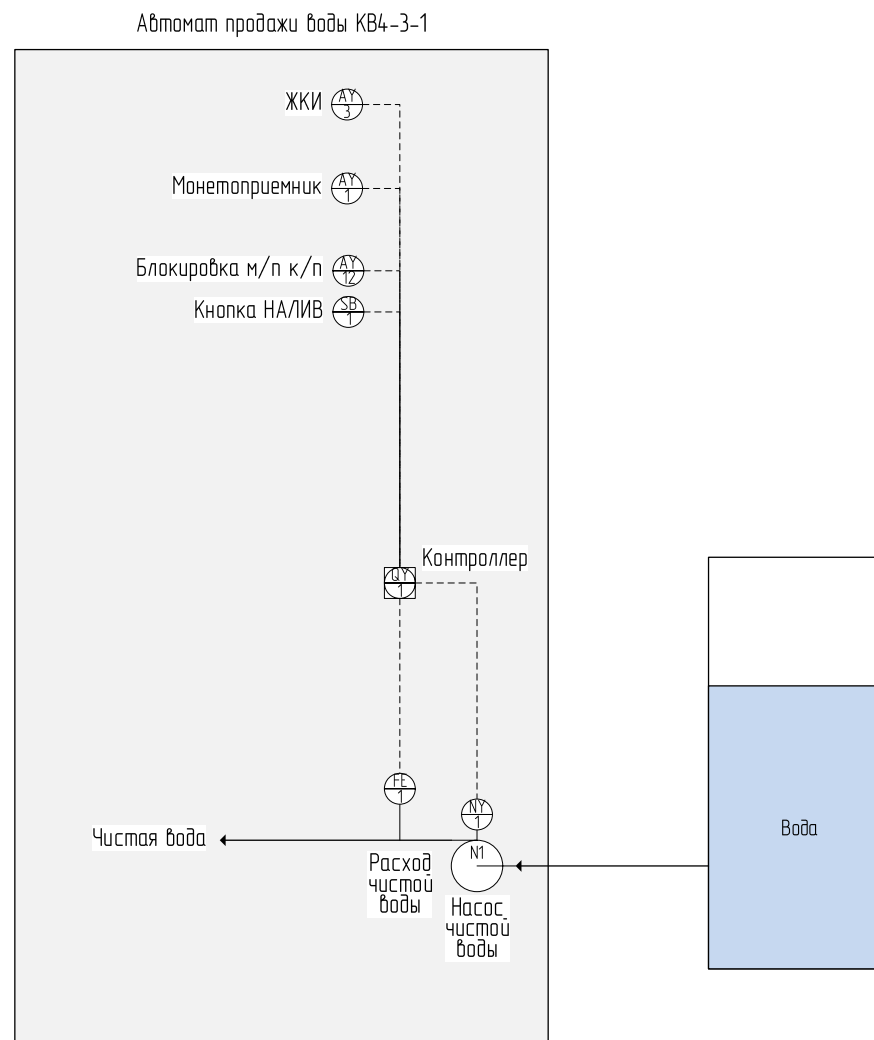 Автомат продажи воды КВ4-3-1
ЖКИ
AY
3
Монетоприемник
AY
1
Блокировка м/п к/п
AY
12
Кнопка НАЛИВ
SB
1
Контроллер
QY
1
FE
1
NY
1
Чистая вода
N1
Вода
Расход
чистой
воды
Насос
чистой
воды